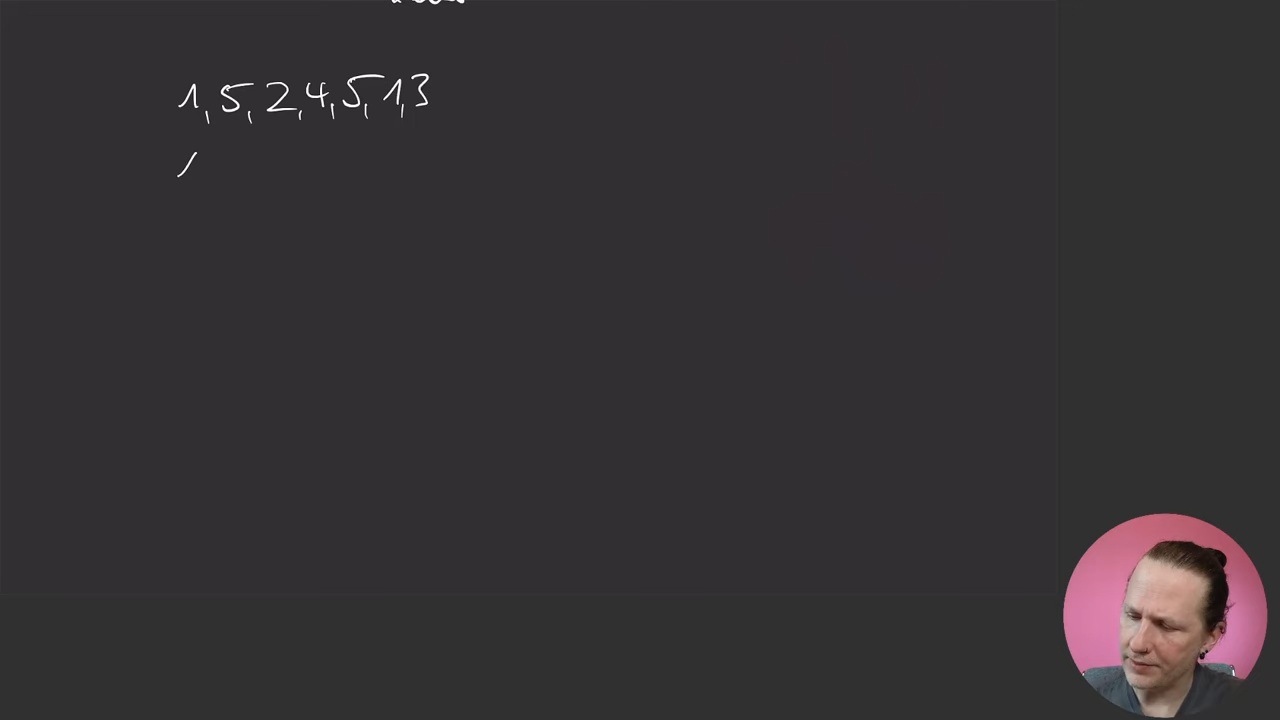 1, 5, 2, 4, 5, 1, 3